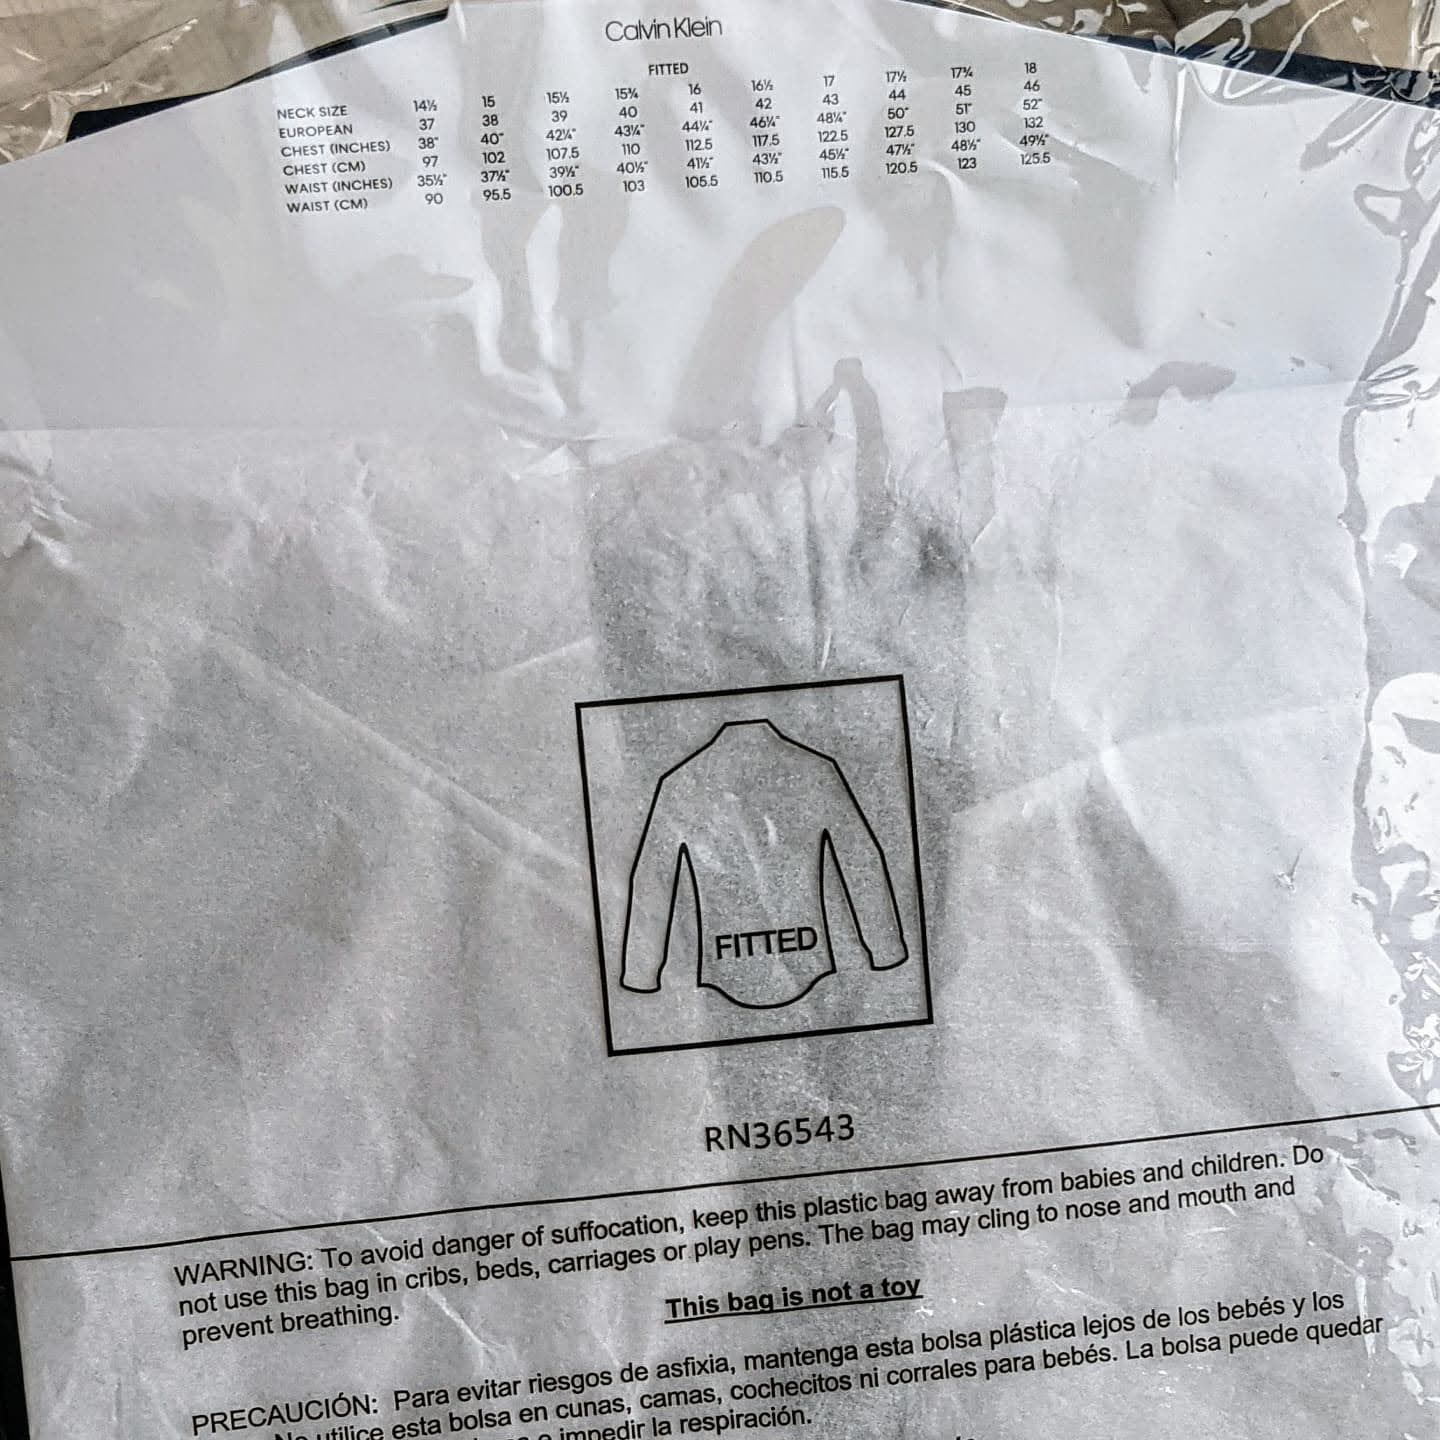 Calvin Klein
FITTED
NECK SIZE 14½ 15 15½ 15¾ 16 16½ 17 17½ 17¾ 18
EUROPEAN 37 38 39 40 41 42 43 44 45 46
CHEST (INCHES) 38" 40" 42¼" 43¼" 44¼" 46¼" 48¼" 50" 51" 52"
CHEST (CM) 97 102 107.5 110 112.5 117.5 122.5 127.5 130 132
WAIST (INCHES) 35½" 37½" 39½" 40½" 41½" 43½" 45½" 47½" 48½" 49½"
WAIST (CM) 90 95.5 100.5 103 105.5 110.5 115.5 120.5 123 125.5
FITTED
RN36543
WARNING: To avoid danger of suffocation, keep this plastic bag away from babies and children. Do
not use this bag in cribs, beds, carriages or play pens. The bag may cling to nose and mouth and
prevent breathing.
This bag is not a toy
PRECAUCIÓN: Para evitar riesgos de asfixia, mantenga esta bolsa plástica lejos de los bebés y los
No utilice esta bolsa en cunas, camas, cochecitos ni corrales para bebés. La bolsa puede quedar
impedir la respiración.